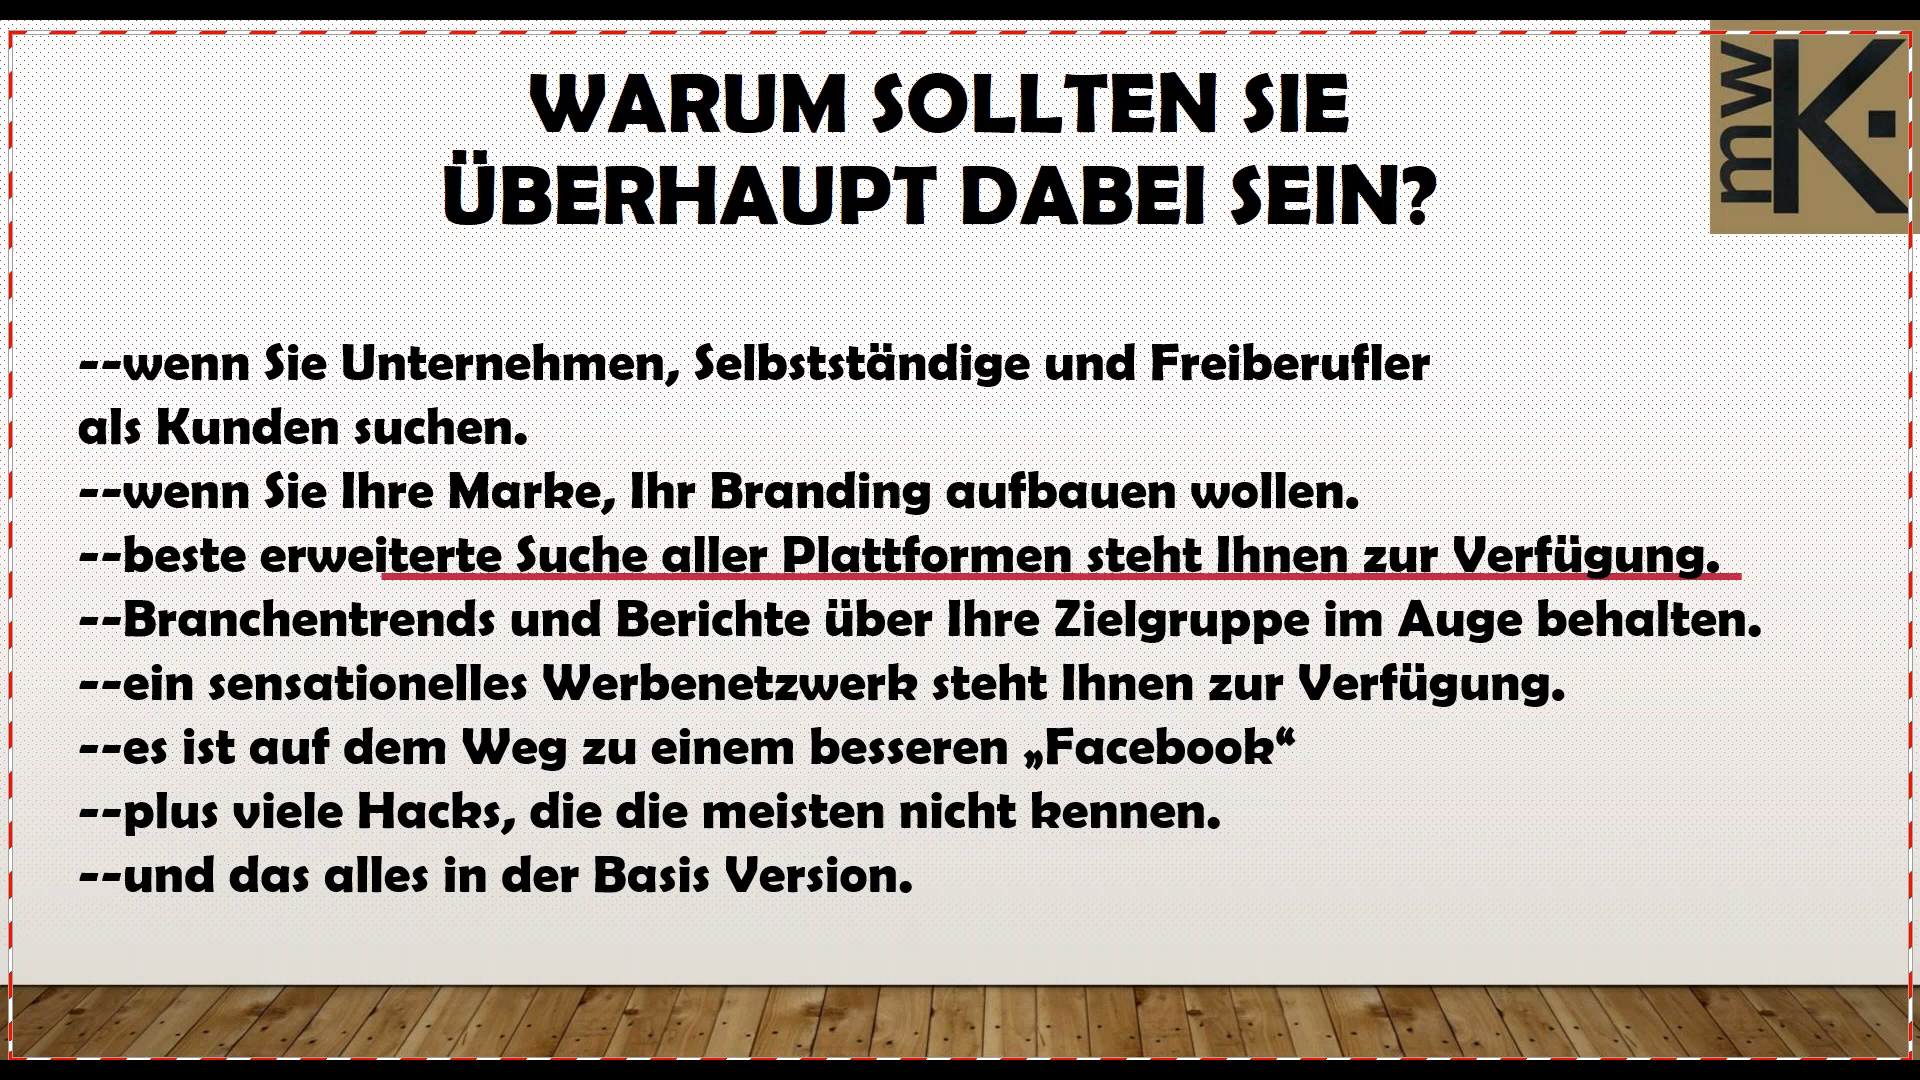 WARUM SOLLTEN SIE
ÜBERHAUPT DABEI SEIN?
mwK.
--wenn Sie Unternehmen, Selbstständige und Freiberufler
als Kunden suchen.
--wenn Sie Ihre Marke, Ihr Branding aufbauen wollen.
--beste erweiterte Suche aller Plattformen steht Ihnen zur Verfügung.
--Branchentrends und Berichte über Ihre Zielgruppe im Auge behalten.
--ein sensationelles Werbenetzwerk steht Ihnen zur Verfügung.
--es ist auf dem Weg zu einem besseren „Facebook“
--plus viele Hacks, die die meisten nicht kennen.
--und das alles in der Basis Version.